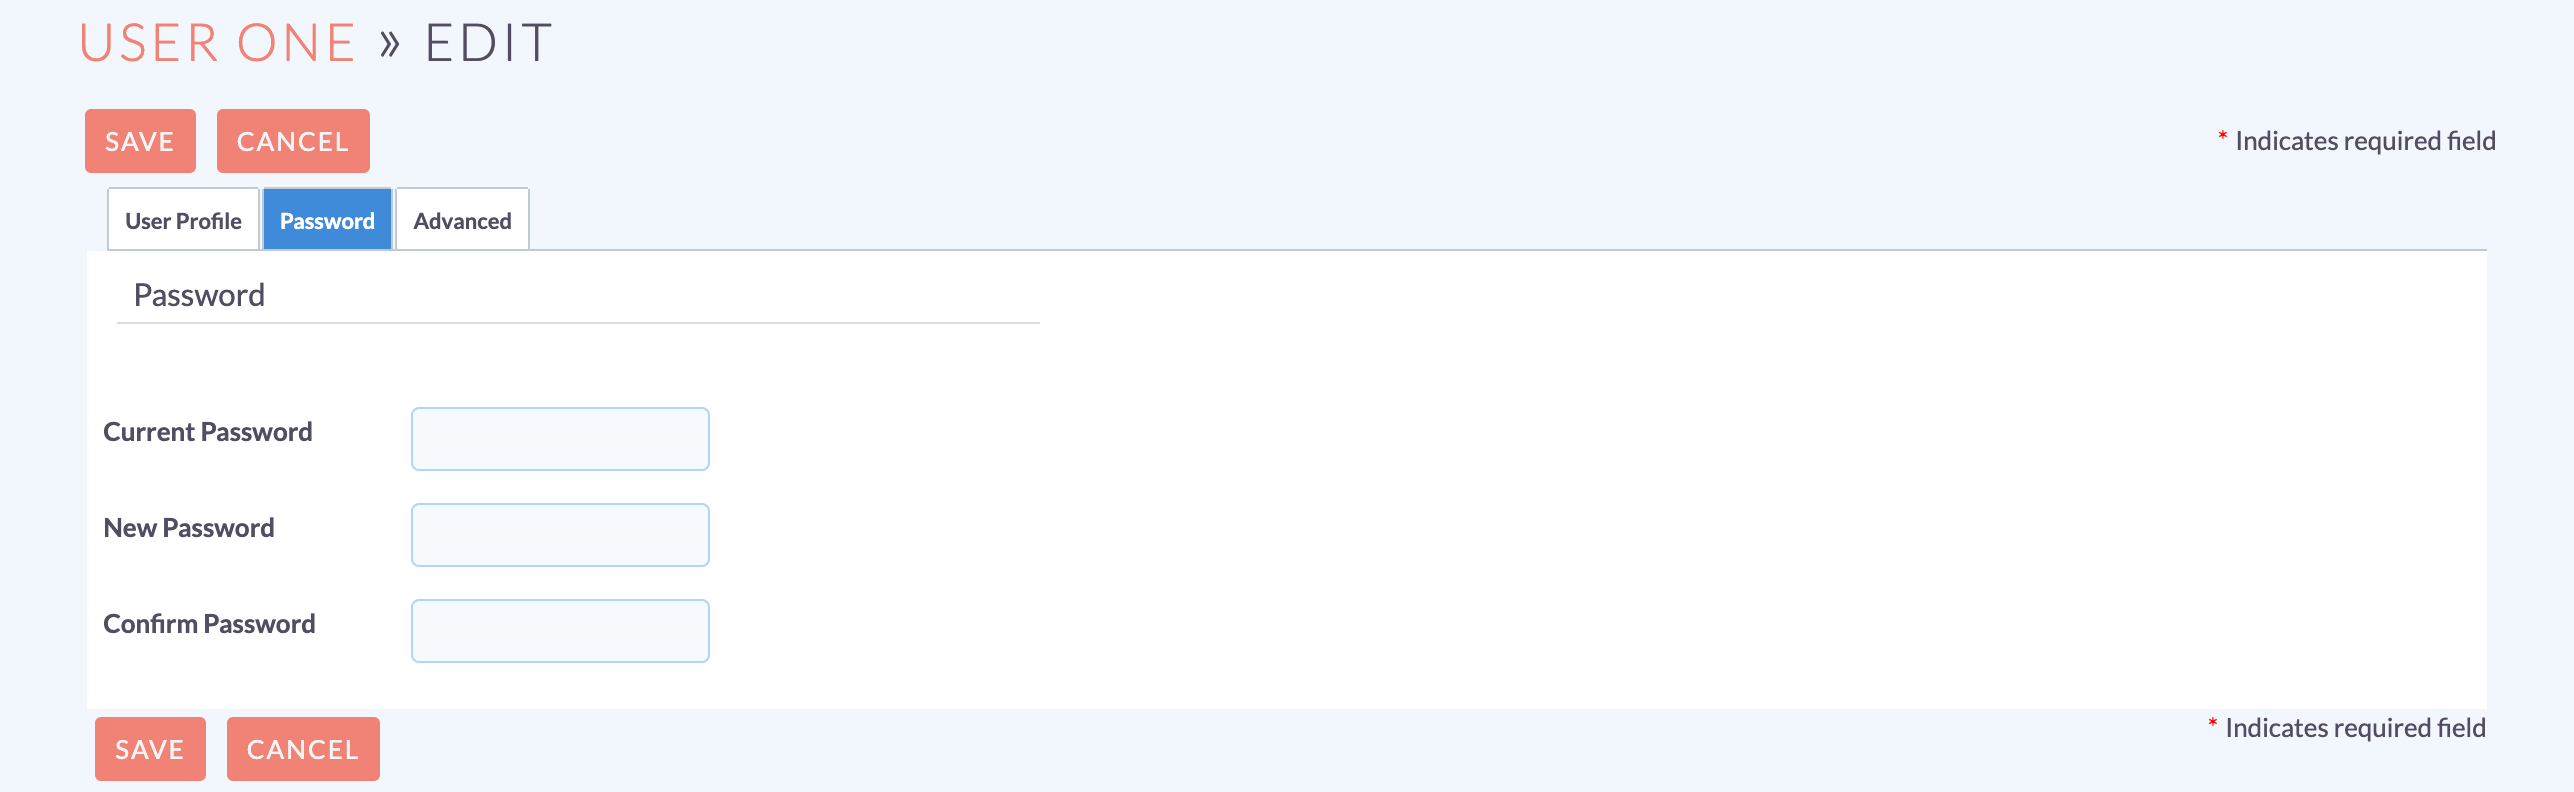 USER ONE » EDIT
SAVE CANCEL * Indicates required field
User Profile Password Advanced
Password
Current Password
New Password
Confirm Password
SAVE CANCEL * Indicates required field